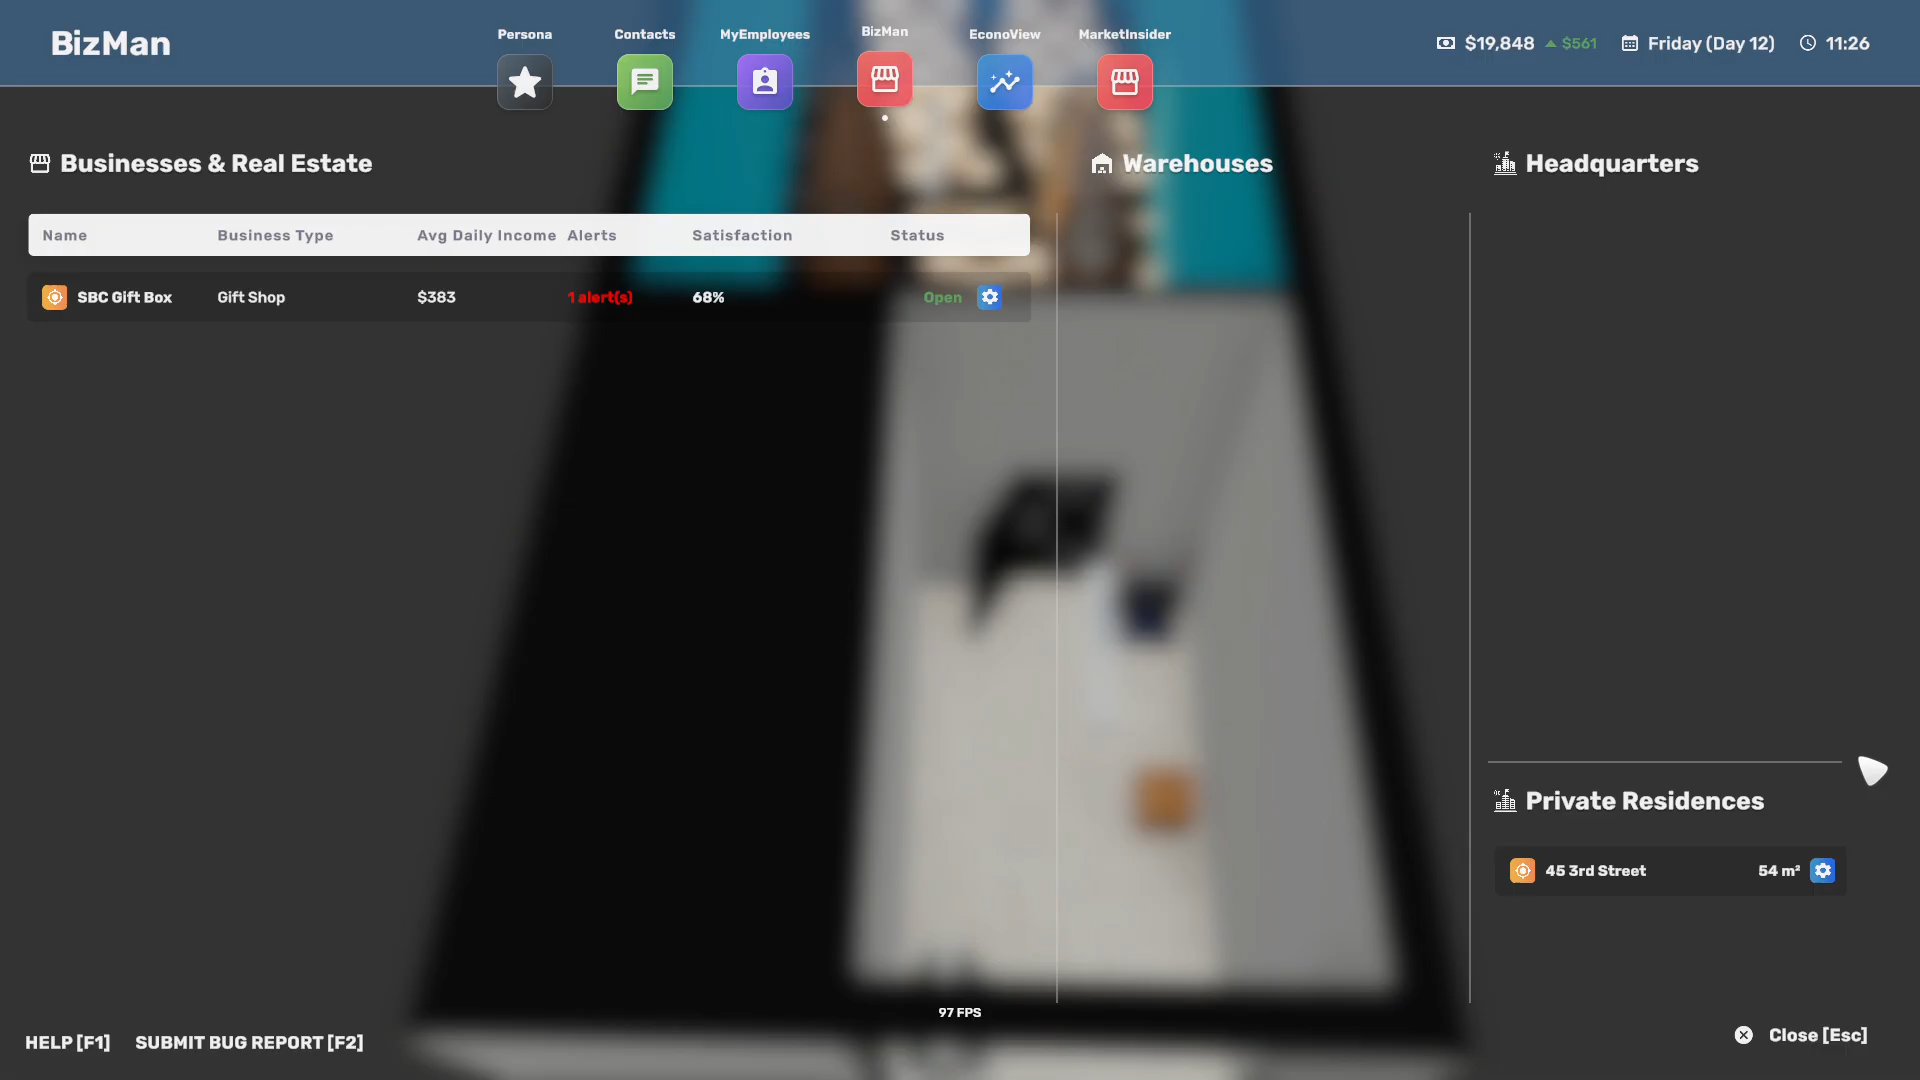 BizMan
Persona
Contacts
MyEmployees
BizMan
EconoView
MarketInsider
$19,848 $561
Friday (Day 12)
11:26
Businesses & Real Estate
Warehouses
Headquarters
Name Business Type Avg Daily Income Alerts Satisfaction Status
SBC Gift Box Gift Shop $383 1 alert(s) 68% Open
Private Residences
45 3rd Street 54 m²
97 FPS
HELP [F1] SUBMIT BUG REPORT [F2]
Close [Esc]